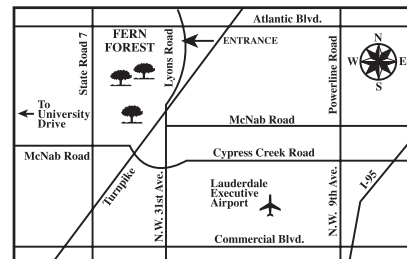 Atlantic Blvd.
FERN
FOREST
ENTRANCE
State Road 7
Lyons Road
Powerline Road
N
W
E
S
To
University
Drive
McNab Road
McNab Road
Cypress Creek Road
Turnpike
N.W. 31st Ave.
Lauderdale
Executive
Airport
N.W. 9th Ave.
I-95
Commercial Blvd.